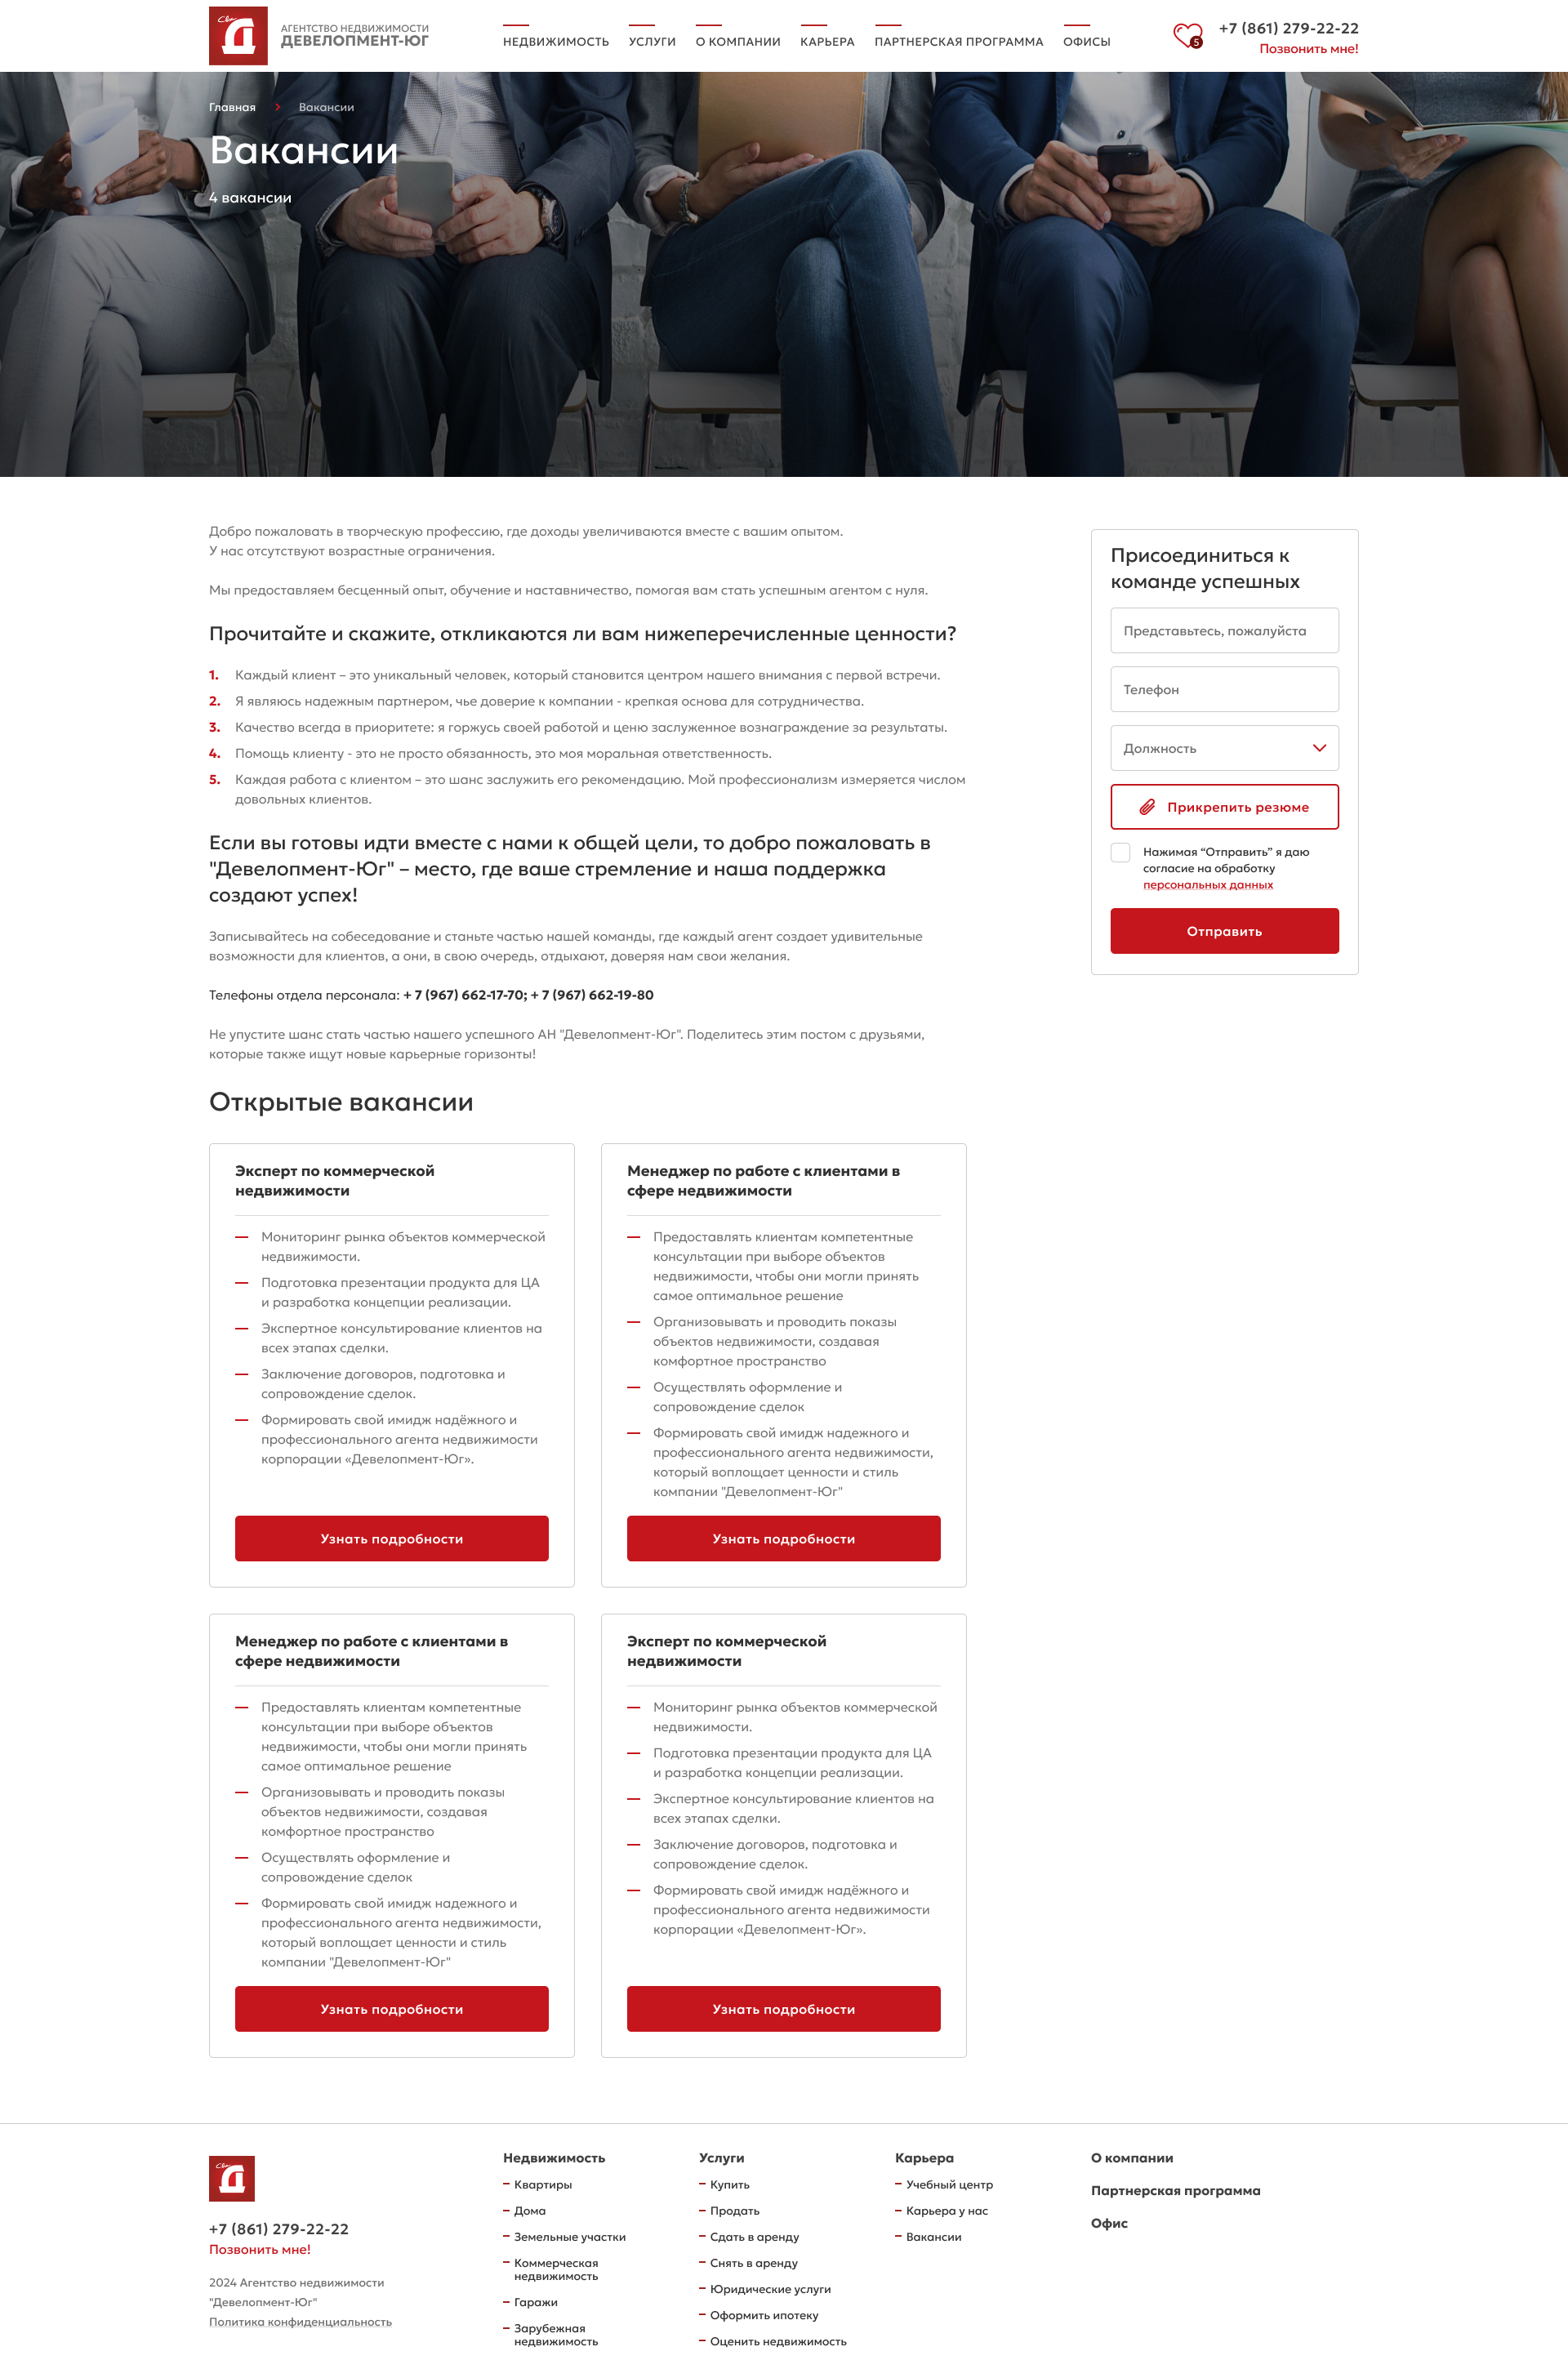 Свои
АГЕНТСТВО НЕДВИЖИМОСТИ
ДЕВЕЛОПМЕНТ-ЮГ
НЕДВИЖИМОСТЬ
УСЛУГИ
О КОМПАНИИ
КАРЬЕРА
ПАРТНЕРСКАЯ ПРОГРАММА
ОФИСЫ
5
+7 (861) 279-22-22
Позвонить мне!
Главная
Вакансии
Вакансии
4 вакансии
Добро пожаловать в творческую профессию, где доходы увеличиваются вместе с вашим опытом.
У нас отсутствуют возрастные ограничения.
Мы предоставляем бесценный опыт, обучение и наставничество, помогая вам стать успешным агентом с нуля.
Прочитайте и скажите, откликаются ли вам нижеперечисленные ценности?
1. Каждый клиент – это уникальный человек, который становится центром нашего внимания с первой встречи.
2. Я являюсь надежным партнером, чье доверие к компании - крепкая основа для сотрудничества.
3. Качество всегда в приоритете: я горжусь своей работой и ценю заслуженное вознаграждение за результаты.
4. Помощь клиенту - это не просто обязанность, это моя моральная ответственность.
5. Каждая работа с клиентом – это шанс заслужить его рекомендацию. Мой профессионализм измеряется числом
довольных клиентов.
Если вы готовы идти вместе с нами к общей цели, то добро пожаловать в
"Девелопмент-Юг" – место, где ваше стремление и наша поддержка
создают успех!
Записывайтесь на собеседование и станьте частью нашей команды, где каждый агент создает удивительные
возможности для клиентов, а они, в свою очередь, отдыхают, доверяя нам свои желания.
Телефоны отдела персонала: + 7 (967) 662-17-70; + 7 (967) 662-19-80
Не упустите шанс стать частью нашего успешного АН "Девелопмент-Юг". Поделитесь этим постом с друзьями,
которые также ищут новые карьерные горизонты!
Присоединиться к
команде успешных
Представьтесь, пожалуйста
Телефон
Должность
Прикрепить резюме
Нажимая “Отправить” я даю
согласие на обработку
персональных данных
Отправить
Открытые вакансии
Эксперт по коммерческой
недвижимости
Мониторинг рынка объектов коммерческой
недвижимости.
Подготовка презентации продукта для ЦА
и разработка концепции реализации.
Экспертное консультирование клиентов на
всех этапах сделки.
Заключение договоров, подготовка и
сопровождение сделок.
Формировать свой имидж надёжного и
профессионального агента недвижимости
корпорации «Девелопмент-Юг».
Узнать подробности
Менеджер по работе с клиентами в
сфере недвижимости
Предоставлять клиентам компетентные
консультации при выборе объектов
недвижимости, чтобы они могли принять
самое оптимальное решение
Организовывать и проводить показы
объектов недвижимости, создавая
комфортное пространство
Осуществлять оформление и
сопровождение сделок
Формировать свой имидж надежного и
профессионального агента недвижимости,
который воплощает ценности и стиль
компании "Девелопмент-Юг"
Узнать подробности
Менеджер по работе с клиентами в
сфере недвижимости
Предоставлять клиентам компетентные
консультации при выборе объектов
недвижимости, чтобы они могли принять
самое оптимальное решение
Организовывать и проводить показы
объектов недвижимости, создавая
комфортное пространство
Осуществлять оформление и
сопровождение сделок
Формировать свой имидж надежного и
профессионального агента недвижимости,
который воплощает ценности и стиль
компании "Девелопмент-Юг"
Узнать подробности
Эксперт по коммерческой
недвижимости
Мониторинг рынка объектов коммерческой
недвижимости.
Подготовка презентации продукта для ЦА
и разработка концепции реализации.
Экспертное консультирование клиентов на
всех этапах сделки.
Заключение договоров, подготовка и
сопровождение сделок.
Формировать свой имидж надёжного и
профессионального агента недвижимости
корпорации «Девелопмент-Юг».
Узнать подробности
Свои
+7 (861) 279-22-22
Позвонить мне!
2024 Агентство недвижимости
"Девелопмент-Юг"
Политика конфиденциальность
Недвижимость
Квартиры
Дома
Земельные участки
Коммерческая
недвижимость
Гаражи
Зарубежная
недвижимость
Услуги
Купить
Продать
Сдать в аренду
Снять в аренду
Юридические услуги
Оформить ипотеку
Оценить недвижимость
Карьера
Учебный центр
Карьера у нас
Вакансии
О компании
Партнерская программа
Офис